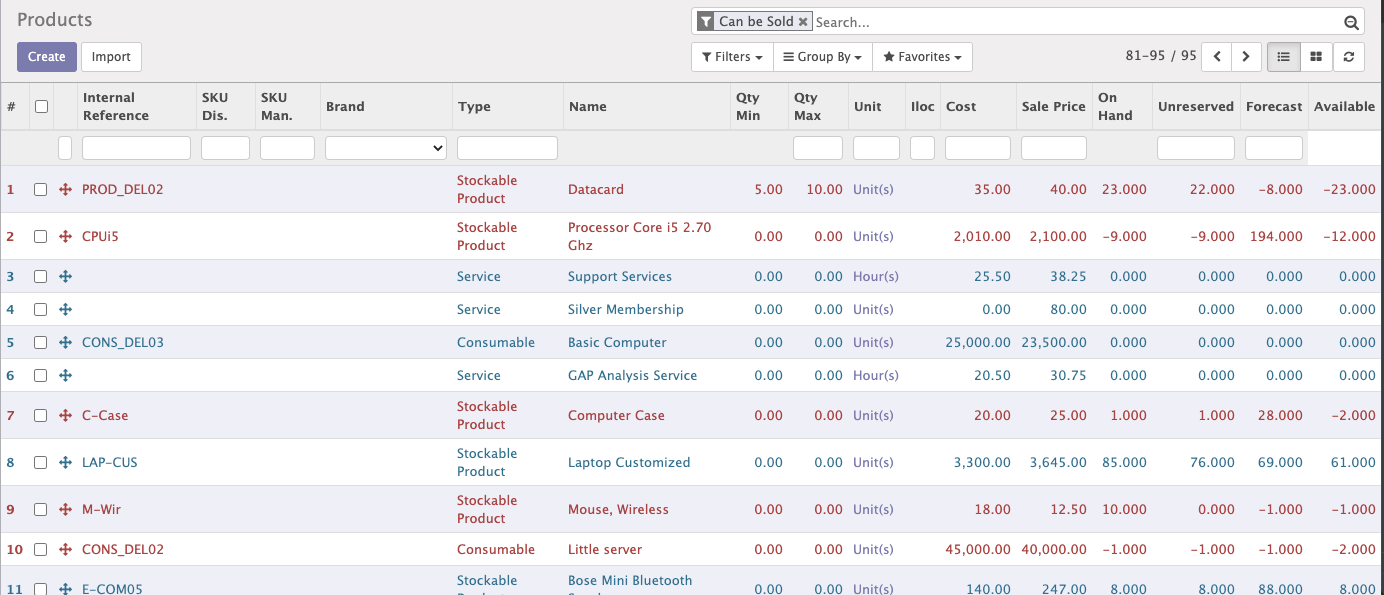 Products
Can be Sold ✖ Search...
Create Import
Filters Group By Favorites 81-95 / 95
# Internal Reference SKU Dis. SKU Man. Brand Type Name Qty Min Qty Max Unit Iloc Cost Sale Price On Hand Unreserved Forecast Available
1 PROD_DEL02 Stockable Product Datacard 5.00 10.00 Unit(s) 35.00 40.00 23.000 22.000 -8.000 -23.000
2 CPUi5 Stockable Product Processor Core i5 2.70 Ghz 0.00 0.00 Unit(s) 2,010.00 2,100.00 -9.000 -9.000 194.000 -12.000
3 Service Support Services 0.00 0.00 Hour(s) 25.50 38.25 0.000 0.000 0.000 0.000
4 Service Silver Membership 0.00 0.00 Unit(s) 0.00 80.00 0.000 0.000 0.000 0.000
5 CONS_DEL03 Consumable Basic Computer 0.00 0.00 Unit(s) 25,000.00 23,500.00 0.000 0.000 0.000 0.000
6 Service GAP Analysis Service 0.00 0.00 Hour(s) 20.50 30.75 0.000 0.000 0.000 0.000
7 C-Case Stockable Product Computer Case 0.00 0.00 Unit(s) 20.00 25.00 1.000 1.000 28.000 -2.000
8 LAP-CUS Stockable Product Laptop Customized 0.00 0.00 Unit(s) 3,300.00 3,645.00 85.000 76.000 69.000 61.000
9 M-Wir Stockable Product Mouse, Wireless 0.00 0.00 Unit(s) 18.00 12.50 10.000 0.000 -1.000 -1.000
10 CONS_DEL02 Consumable Little server 0.00 0.00 Unit(s) 45,000.00 40,000.00 -1.000 -1.000 -1.000 -2.000
11 E-COM05 Stockable Bose Mini Bluetooth 0.00 0.00 Unit(s) 140.00 247.00 8.000 8.000 88.000 8.000